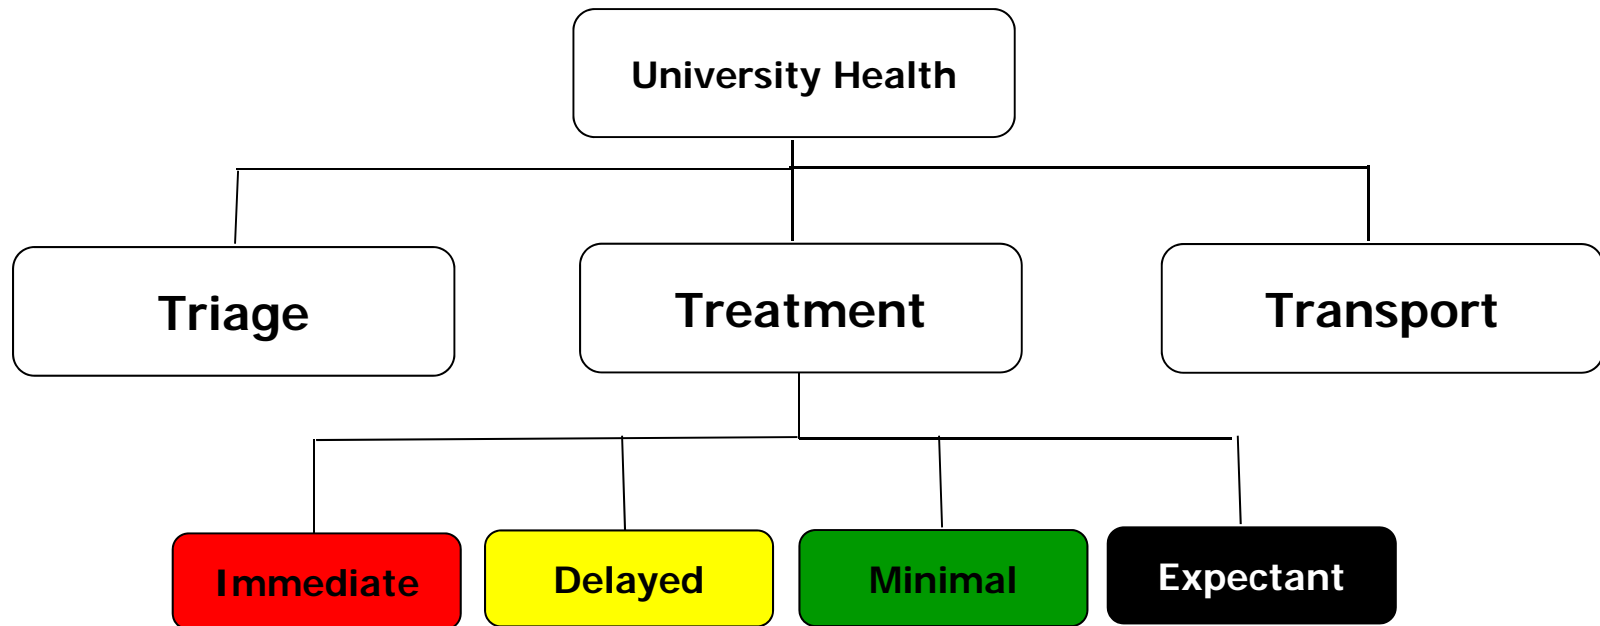 University Health
Triage
Treatment
Transport
Immediate
Delayed
Minimal
Expectant